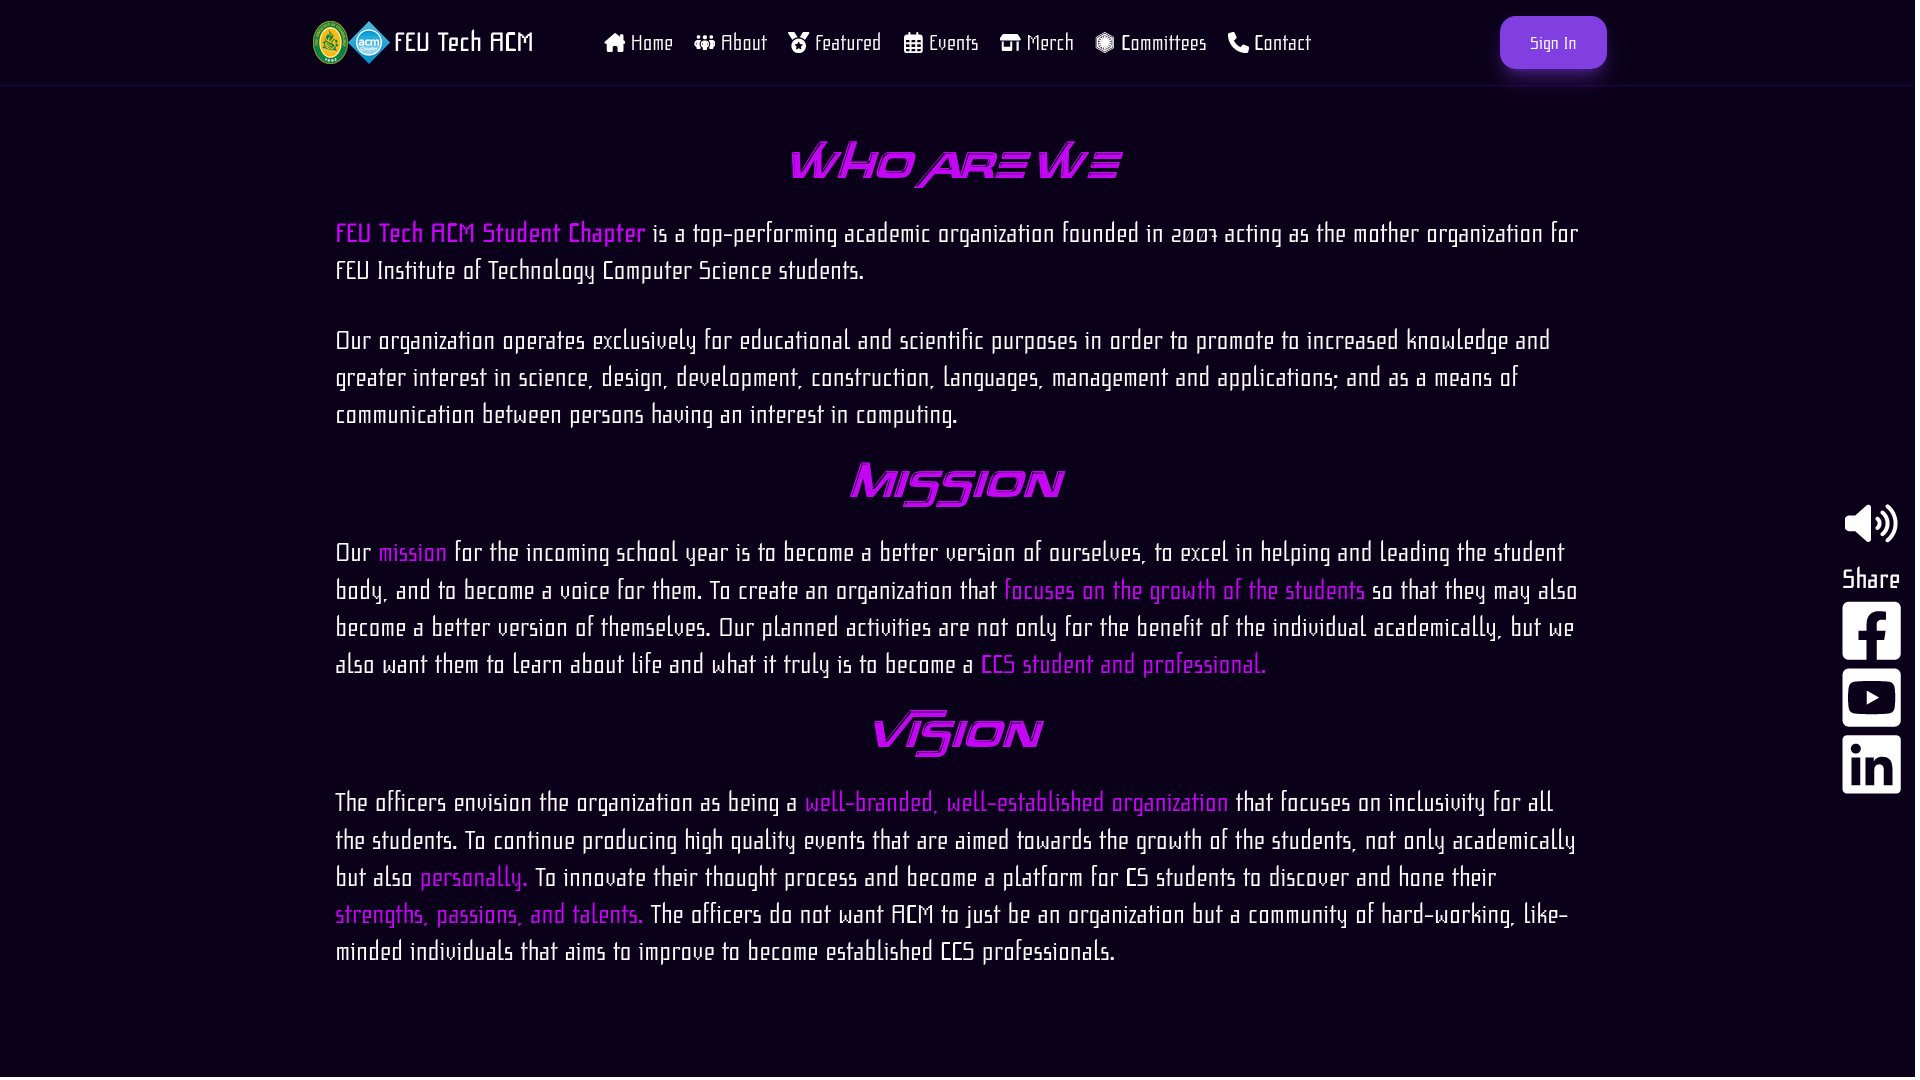 FEU Tech ACM
Home
About
Featured
Events
Merch
Committees
Contact
Sign In
WHO ARE WE
FEU Tech ACM Student Chapter is a top-performing academic organization founded in 2007 acting as the mother organization for
FEU Institute of Technology Computer Science students.
Our organization operates exclusively for educational and scientific purposes in order to promote to increased knowledge and
greater interest in science, design, development, construction, languages, management and applications; and as a means of
communication between persons having an interest in computing.
MISSION
Our mission for the incoming school year is to become a better version of ourselves, to excel in helping and leading the student
body, and to become a voice for them. To create an organization that focuses on the growth of the students so that they may also
become a better version of themselves. Our planned activities are not only for the benefit of the individual academically, but we
also want them to learn about life and what it truly is to become a CCS student and professional.
Share
VISION
The officers envision the organization as being a well-branded, well-established organization that focuses on inclusivity for all
the students. To continue producing high quality events that are aimed towards the growth of the students, not only academically
but also personally. To innovate their thought process and become a platform for CS students to discover and hone their
strengths, passions, and talents. The officers do not want ACM to just be an organization but a community of hard-working, like-
minded individuals that aims to improve to become established CCS professionals.